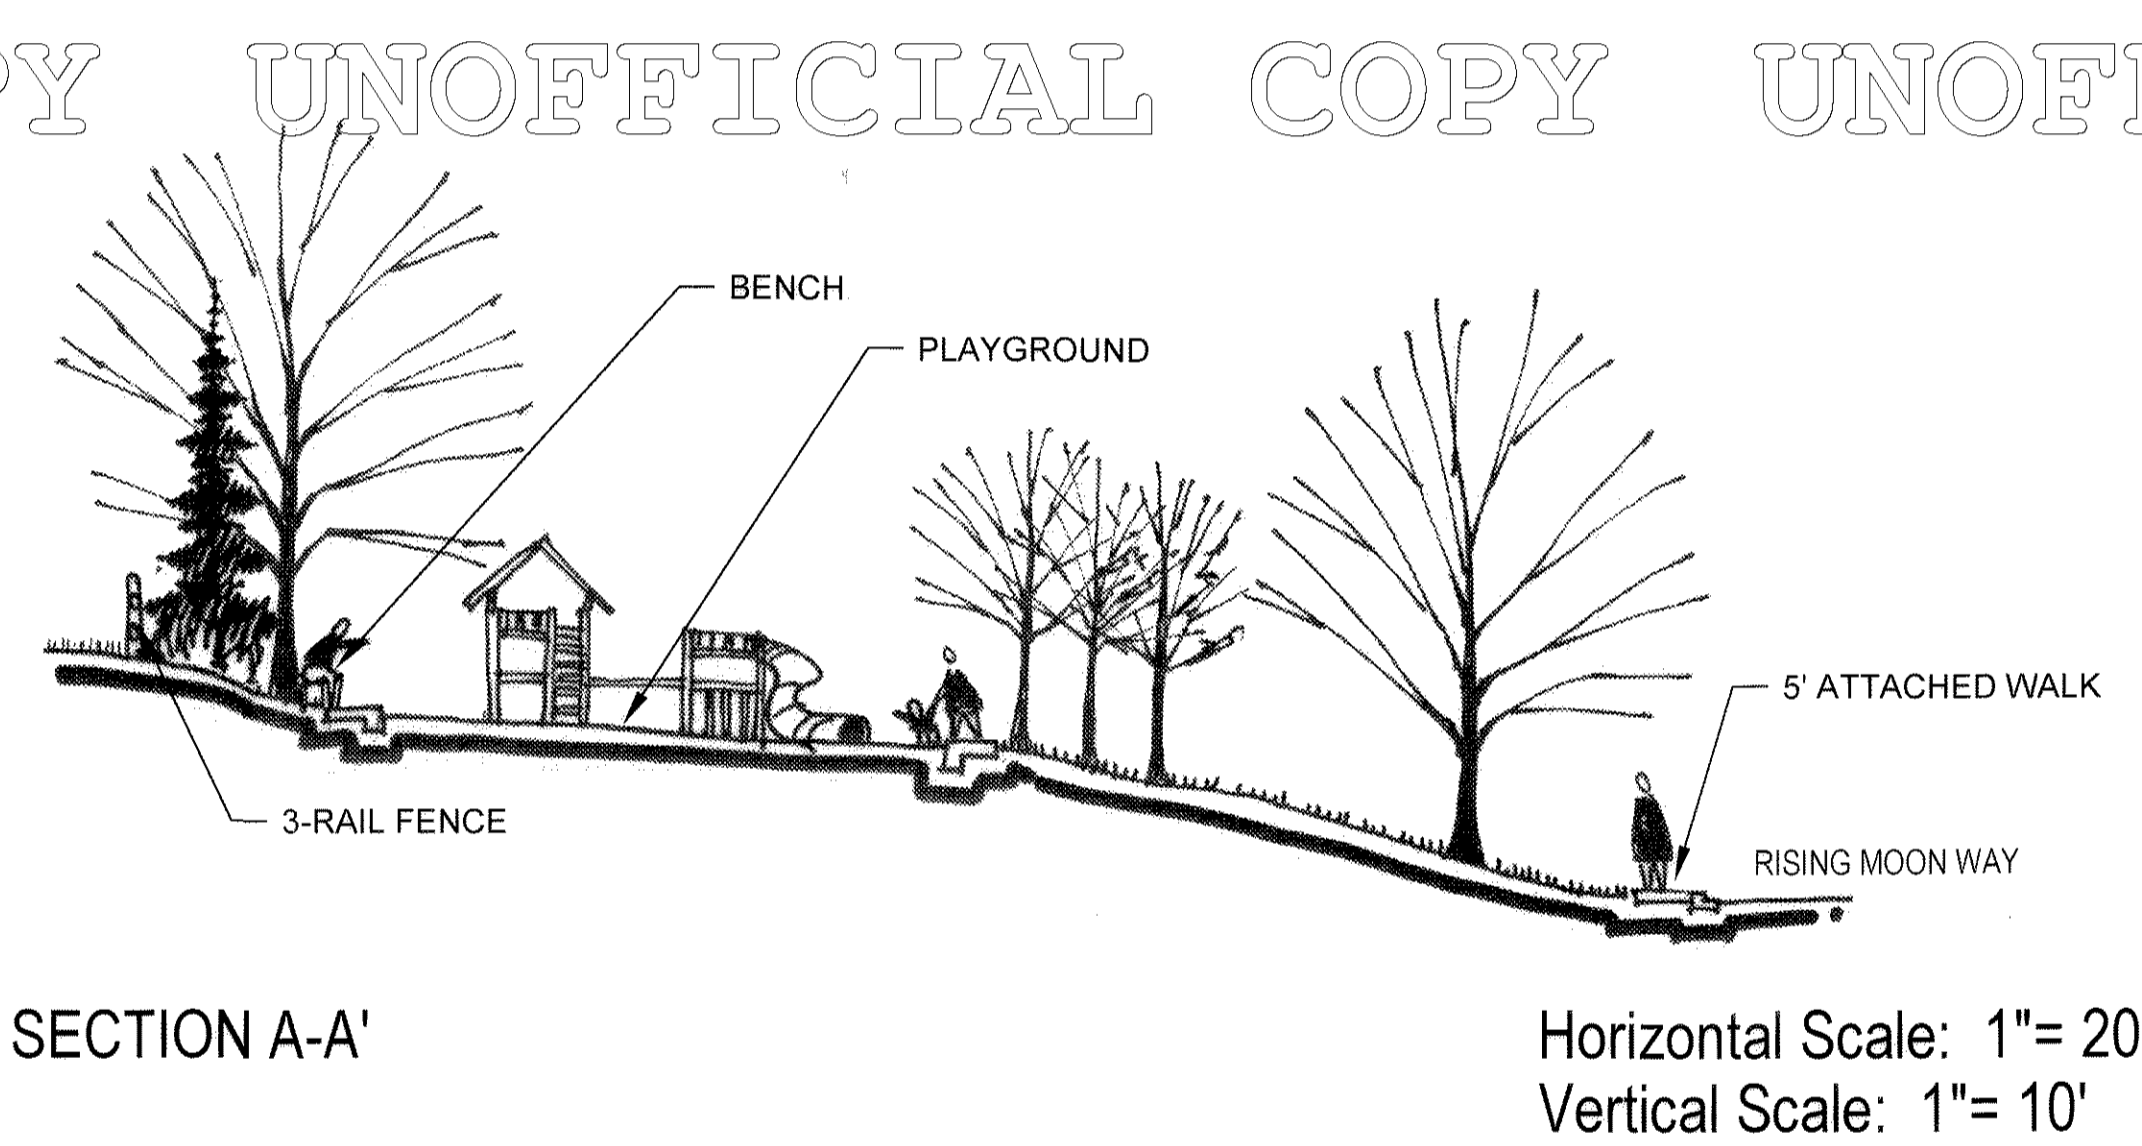 PY UNOFFICIAL COPY UNOF
BENCH
PLAYGROUND
5' ATTACHED WALK
3-RAIL FENCE
RISING MOON WAY
SECTION A-A'
Horizontal Scale: 1"= 20
Vertical Scale: 1"= 10'